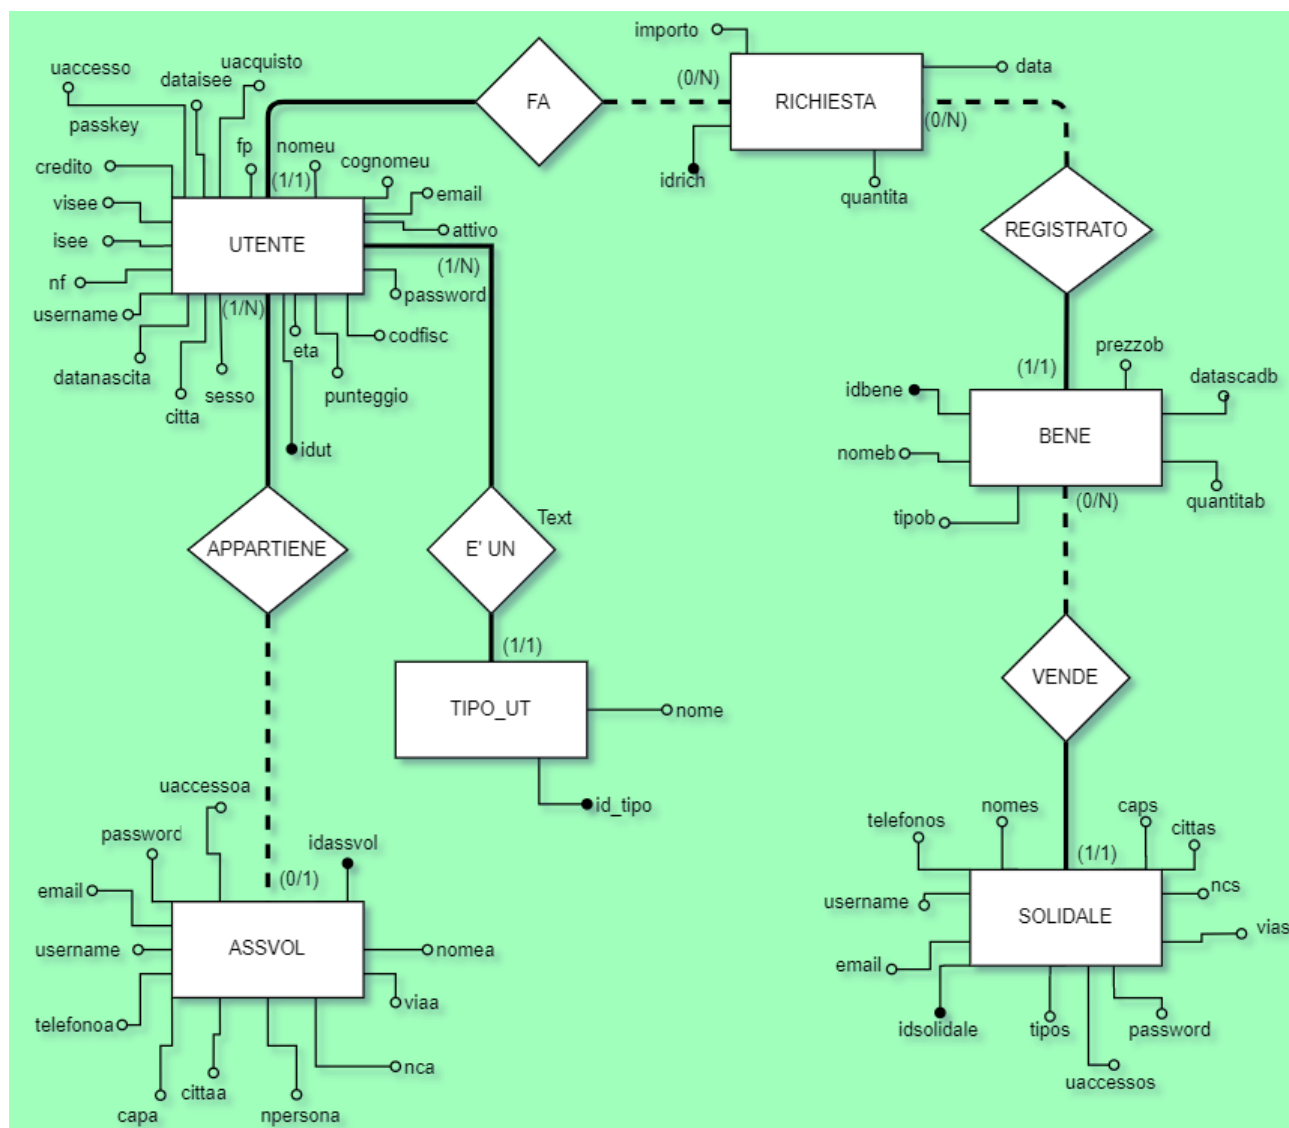 importo
uaccesso
dataisee
uacquisto
(0/N)
data
FA
RICHIESTA
passkey
(0/N)
fp
nomeu
cognomeu
credito
(1/1)
idrich
email
quantita
visee
attivo
UTENTE
REGISTRATO
isee
(1/N)
nf
password
username
(1/N)
codfisc
eta
prezzob
datanascita
(1/1)
datascadb
sesso
punteggio
idbene
citta
BENE
idut
nomeb
(0/N)
quantitab
tipob
Text
APPARTIENE
E' UN
(1/1)
VENDE
TIPO_UT
nome
uaccessoa
id_tipo
nomes
caps
telefonos
cittas
password
idassvol
(1/1)
(0/1)
email
username
ncs
SOLIDALE
username
ASSVOL
nomea
vias
email
viaa
telefonoa
idsolidale
tipos
password
nca
cittaa
uaccessos
capa
npersona